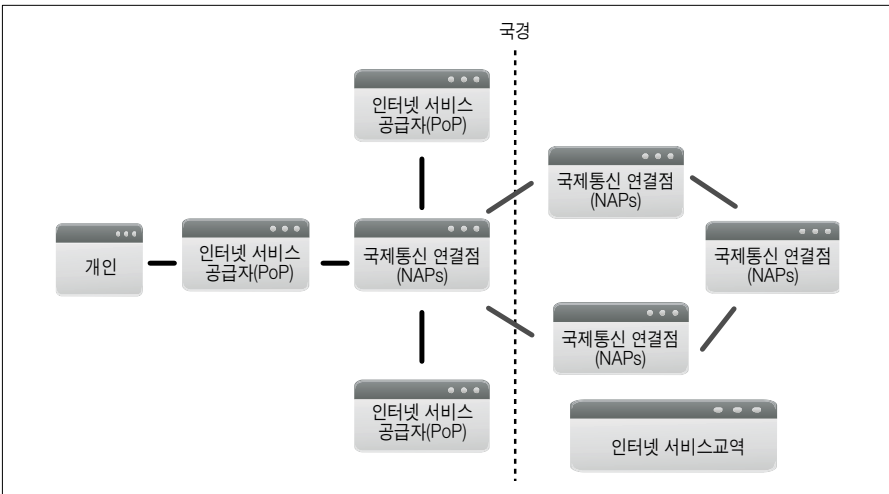 국경
인터넷 서비스
공급자(PoP)
국제통신 연결점
(NAPs)
개인
인터넷 서비스
공급자(PoP)
국제통신 연결점
(NAPs)
국제통신 연결점
(NAPs)
국제통신 연결점
(NAPs)
인터넷 서비스
공급자(PoP)
인터넷 서비스교역